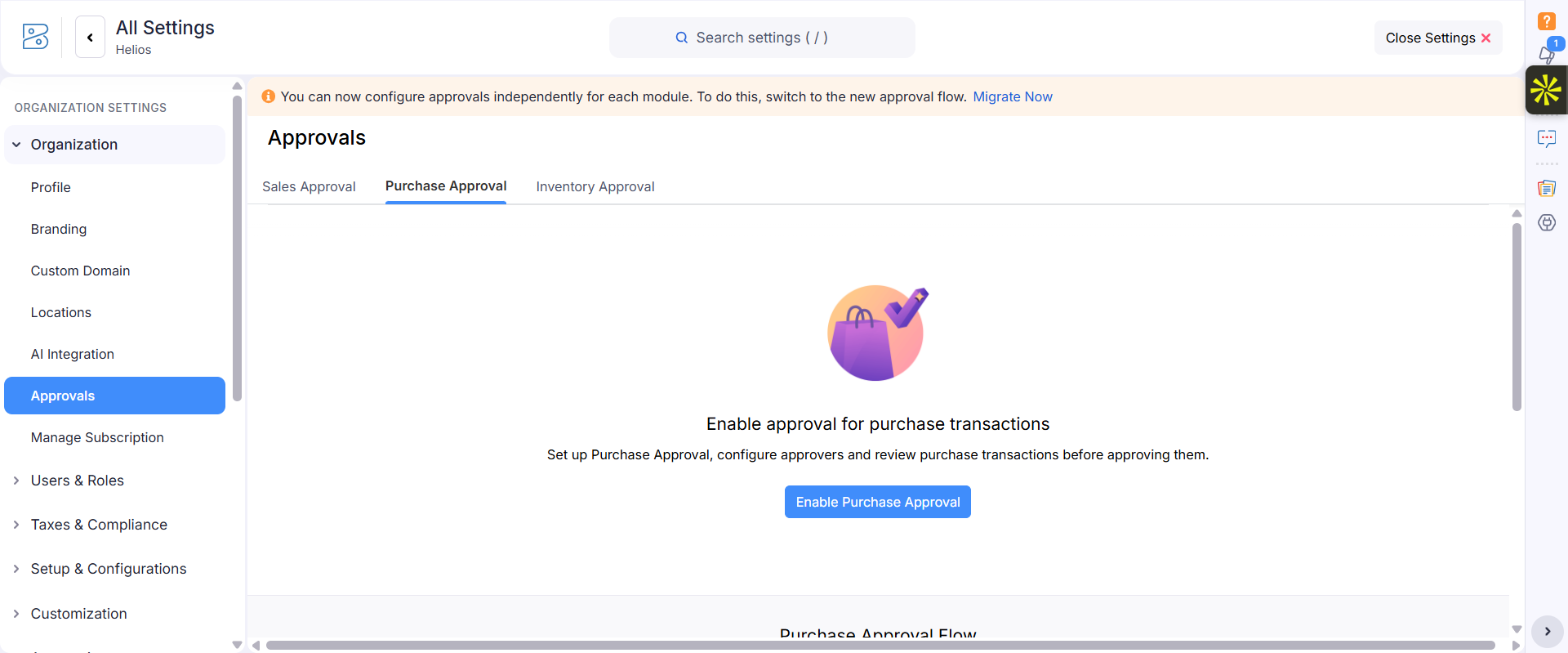 All Settings
Helios
Search settings ( / )
Close Settings
?
1
ORGANIZATION SETTINGS
Organization
Profile
Branding
Custom Domain
Locations
AI Integration
Approvals
Manage Subscription
Users & Roles
Taxes & Compliance
Setup & Configurations
Customization
You can now configure approvals independently for each module. To do this, switch to the new approval flow. Migrate Now
Approvals
Sales Approval
Purchase Approval
Inventory Approval
Enable approval for purchase transactions
Set up Purchase Approval, configure approvers and review purchase transactions before approving them.
Enable Purchase Approval
Purchase Approval Flow